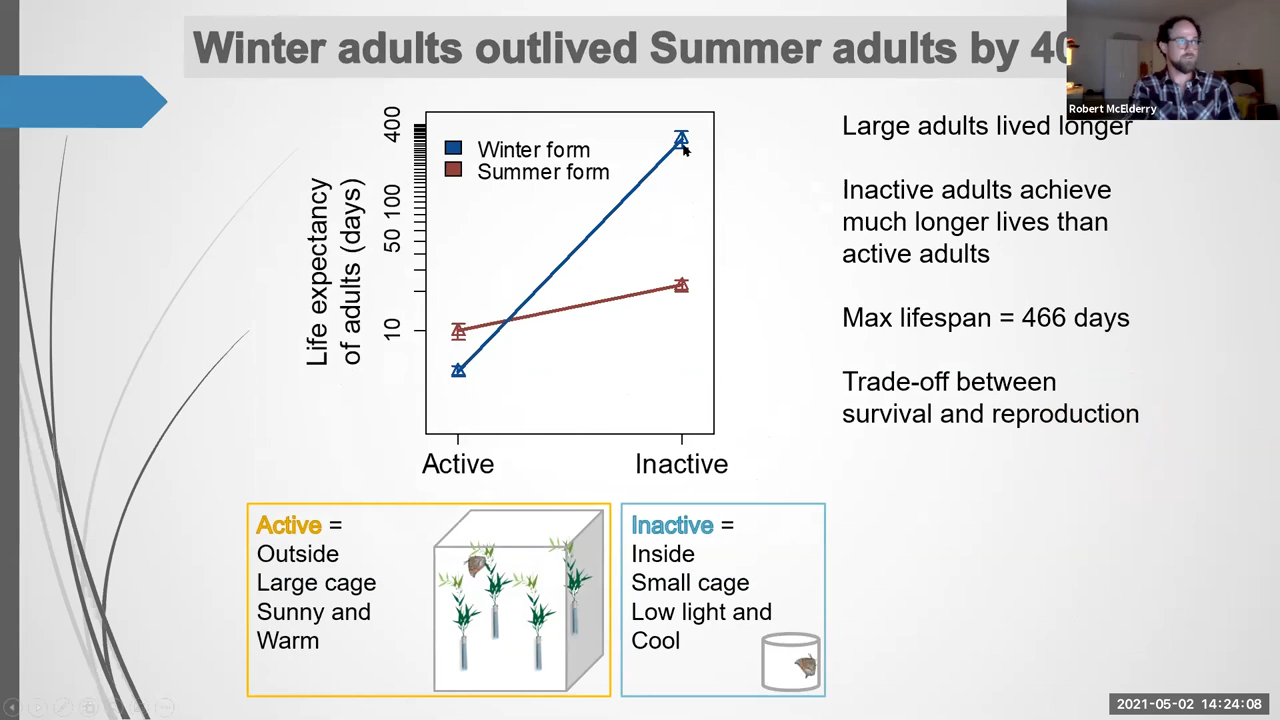 Winter adults outlived Summer adults by
Robert McElderry
Life expectancy
of adults (days)
400
100
50
10
Winter form
Summer form
Active
Inactive
Large adults lived longer
Inactive adults achieve
much longer lives than
active adults
Max lifespan = 466 days
Trade-off between
survival and reproduction
Active =
Outside
Large cage
Sunny and
Warm
Inactive =
Inside
Small cage
Low light and
Cool
2021-05-02 14:24:08